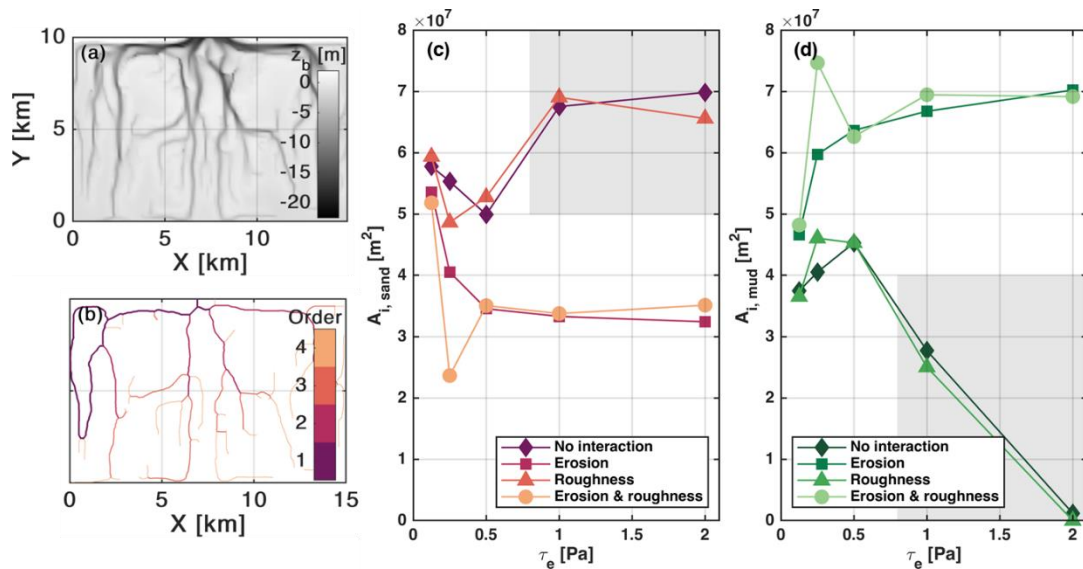 (a)
z_b [m]
0
-5
-10
-15
-20
10
5
0
Y [km]
0
5
10
X [km]
(b)
Order
4
3
2
1
0
5
10
15
X [km]
×10^7
(c)
8
7
6
5
4
3
2
1
0
A_i, sand [m^2]
No interaction
Erosion
Roughness
Erosion & roughness
0
0.5
1
1.5
2
τ_e [Pa]
×10^7
(d)
8
7
6
5
4
3
2
1
0
A_i, mud [m^2]
No interaction
Erosion
Roughness
Erosion & roughness
0
0.5
1
1.5
2
τ_e [Pa]